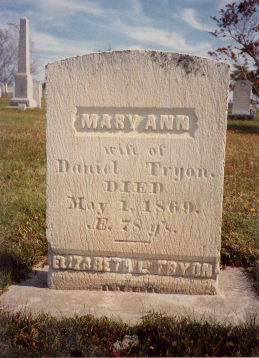 MARY ANN
wife of
Daniel Tryon.
DIED
May 1. 1869.
Æ. 78 y's.
ELIZABETH L. TRYON